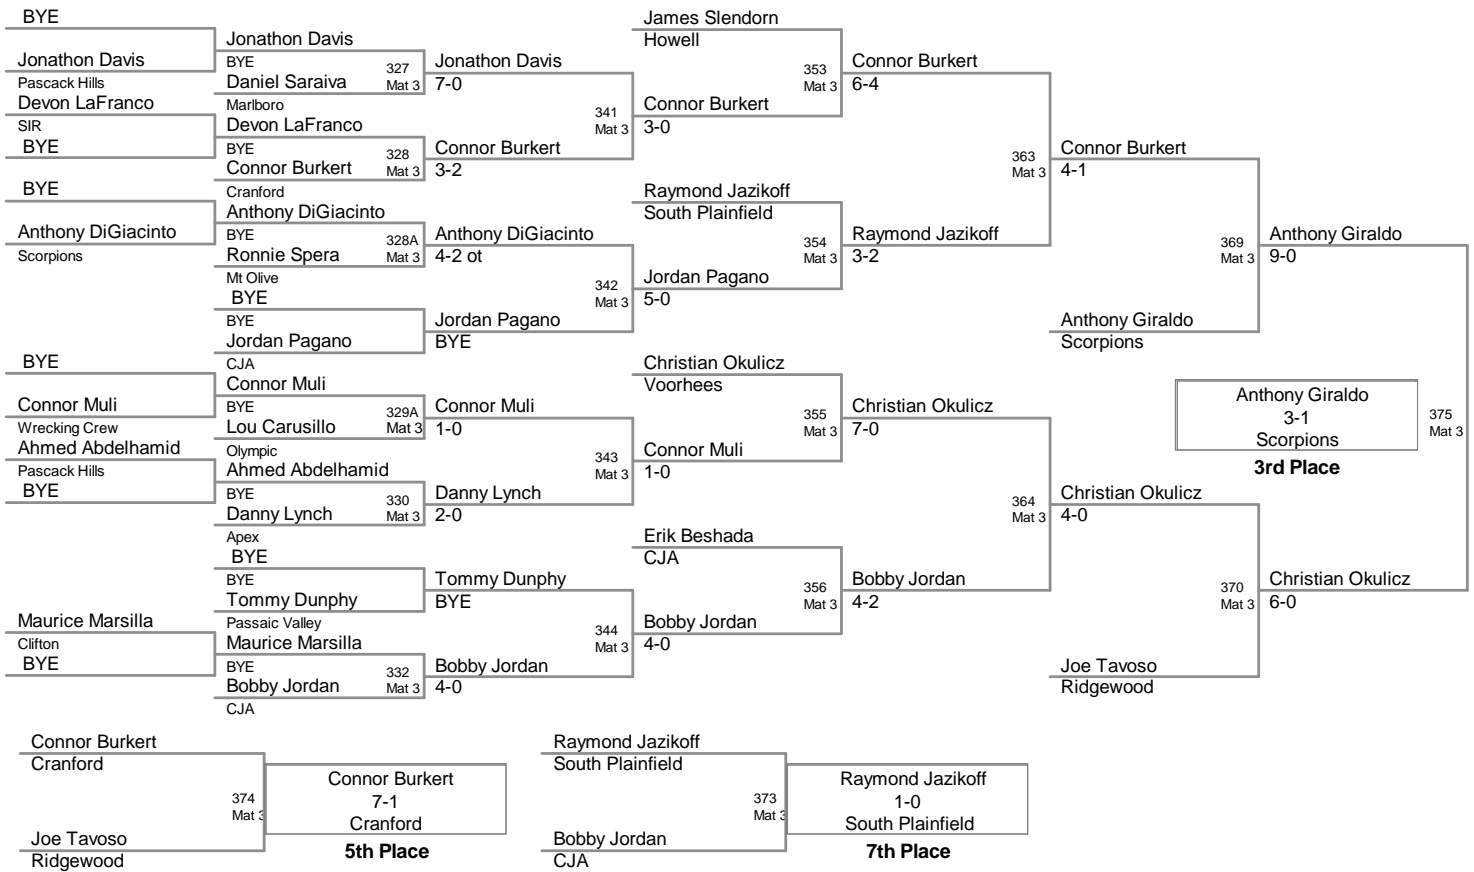 BYE
Jonathon Davis
Pascack Hills
Devon LaFranco
SIR
BYE
BYE
Anthony DiGiacinto
Scorpions
BYE
Connor Muli
Wrecking Crew
Ahmed Abdelhamid
Pascack Hills
BYE
Maurice Marsilla
Clifton
BYE
Jonathon Davis
BYE
Daniel Saraiva
Marlboro
327
Mat 3
Devon LaFranco
BYE
Connor Burkert
Cranford
328
Mat 3
Anthony DiGiacinto
BYE
Ronnie Spera
Mt Olive
328A
Mat 3
BYE
BYE
Jordan Pagano
CJA
Connor Muli
BYE
Lou Carusillo
Olympic
329A
Mat 3
Ahmed Abdelhamid
BYE
Danny Lynch
Apex
330
Mat 3
BYE
BYE
Tommy Dunphy
Passaic Valley
Maurice Marsilla
BYE
Bobby Jordan
CJA
332
Mat 3
Jonathon Davis
7-0
341
Mat 3
Connor Burkert
3-2
Anthony DiGiacinto
4-2 ot
342
Mat 3
Jordan Pagano
BYE
Connor Muli
1-0
343
Mat 3
Danny Lynch
2-0
Tommy Dunphy
BYE
344
Mat 3
Bobby Jordan
4-0
James Slendorn
Howell
353
Mat 3
Connor Burkert
3-0
Raymond Jazikoff
South Plainfield
354
Mat 3
Jordan Pagano
5-0
Christian Okulicz
Voorhees
355
Mat 3
Connor Muli
1-0
Erik Beshada
CJA
356
Mat 3
Bobby Jordan
4-0
Connor Burkert
6-4
363
Mat 3
Raymond Jazikoff
3-2
Christian Okulicz
7-0
364
Mat 3
Bobby Jordan
4-2
Connor Burkert
4-1
369
Mat 3
Anthony Giraldo
Scorpions
Christian Okulicz
4-0
370
Mat 3
Joe Tavoso
Ridgewood
Anthony Giraldo
9-0
Anthony Giraldo
3-1
Scorpions
3rd Place
375
Mat 3
Christian Okulicz
6-0
Connor Burkert
Cranford
374
Mat 3
Joe Tavoso
Ridgewood
Connor Burkert
7-1
Cranford
5th Place
Raymond Jazikoff
South Plainfield
373
Mat 3
Bobby Jordan
CJA
Raymond Jazikoff
1-0
South Plainfield
7th Place